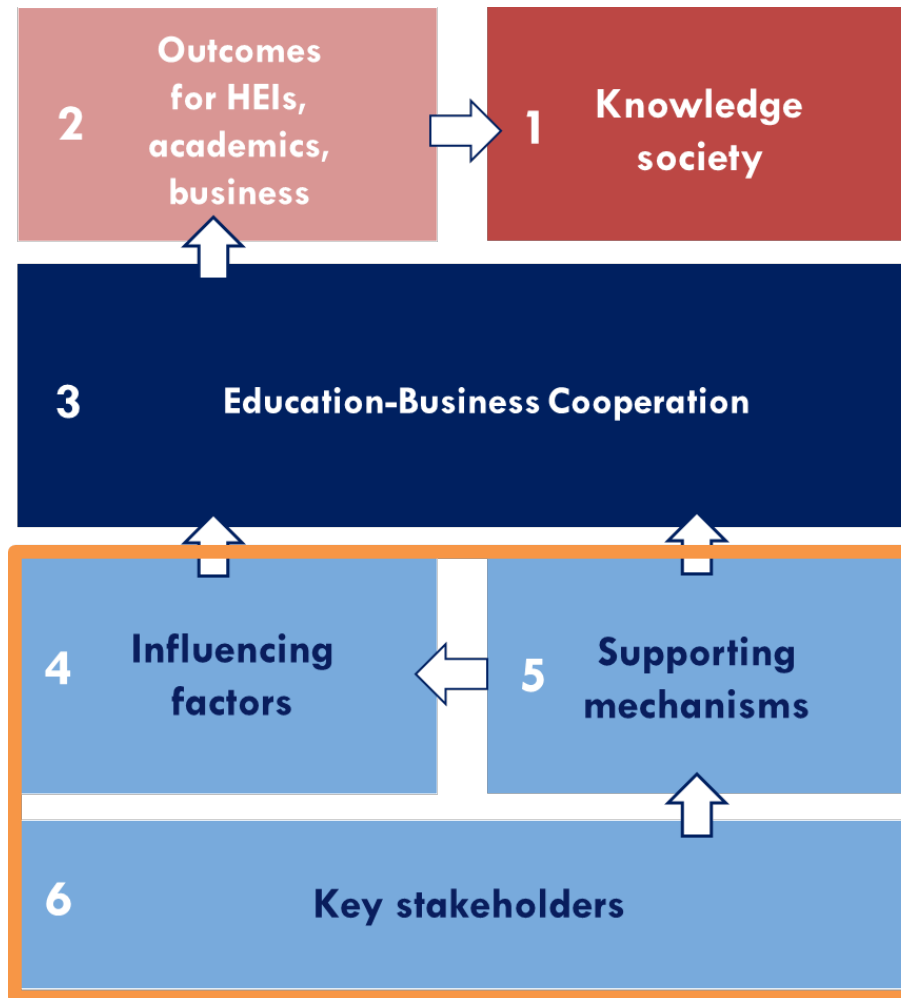 2
Outcomes
for HEIs,
academics,
business
1
Knowledge
society
3
Education-Business Cooperation
4
Influencing
factors
5
Supporting
mechanisms
6
Key stakeholders